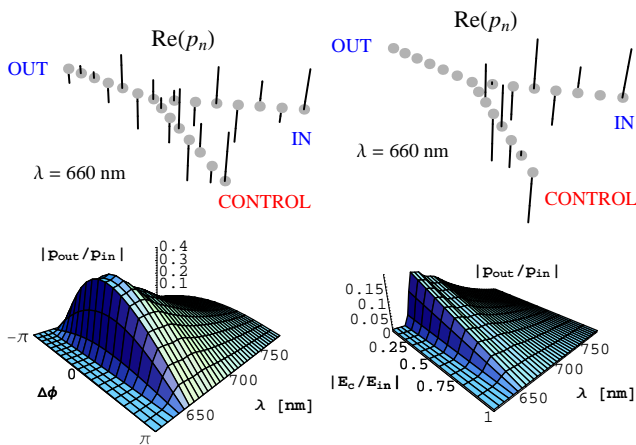 Re(pₙ)
OUT
IN
λ = 660 nm
CONTROL
Re(pₙ)
OUT
IN
λ = 660 nm
CONTROL
|pout/pin|
0.4
0.3
0.2
0.1
-π
0
π
Δϕ
650
700
750
λ [nm]
|pout/pin|
0.15
0.1
0.05
0
0.25
0.5
0.75
1
|Ec/Ein|
650
700
750
λ [nm]